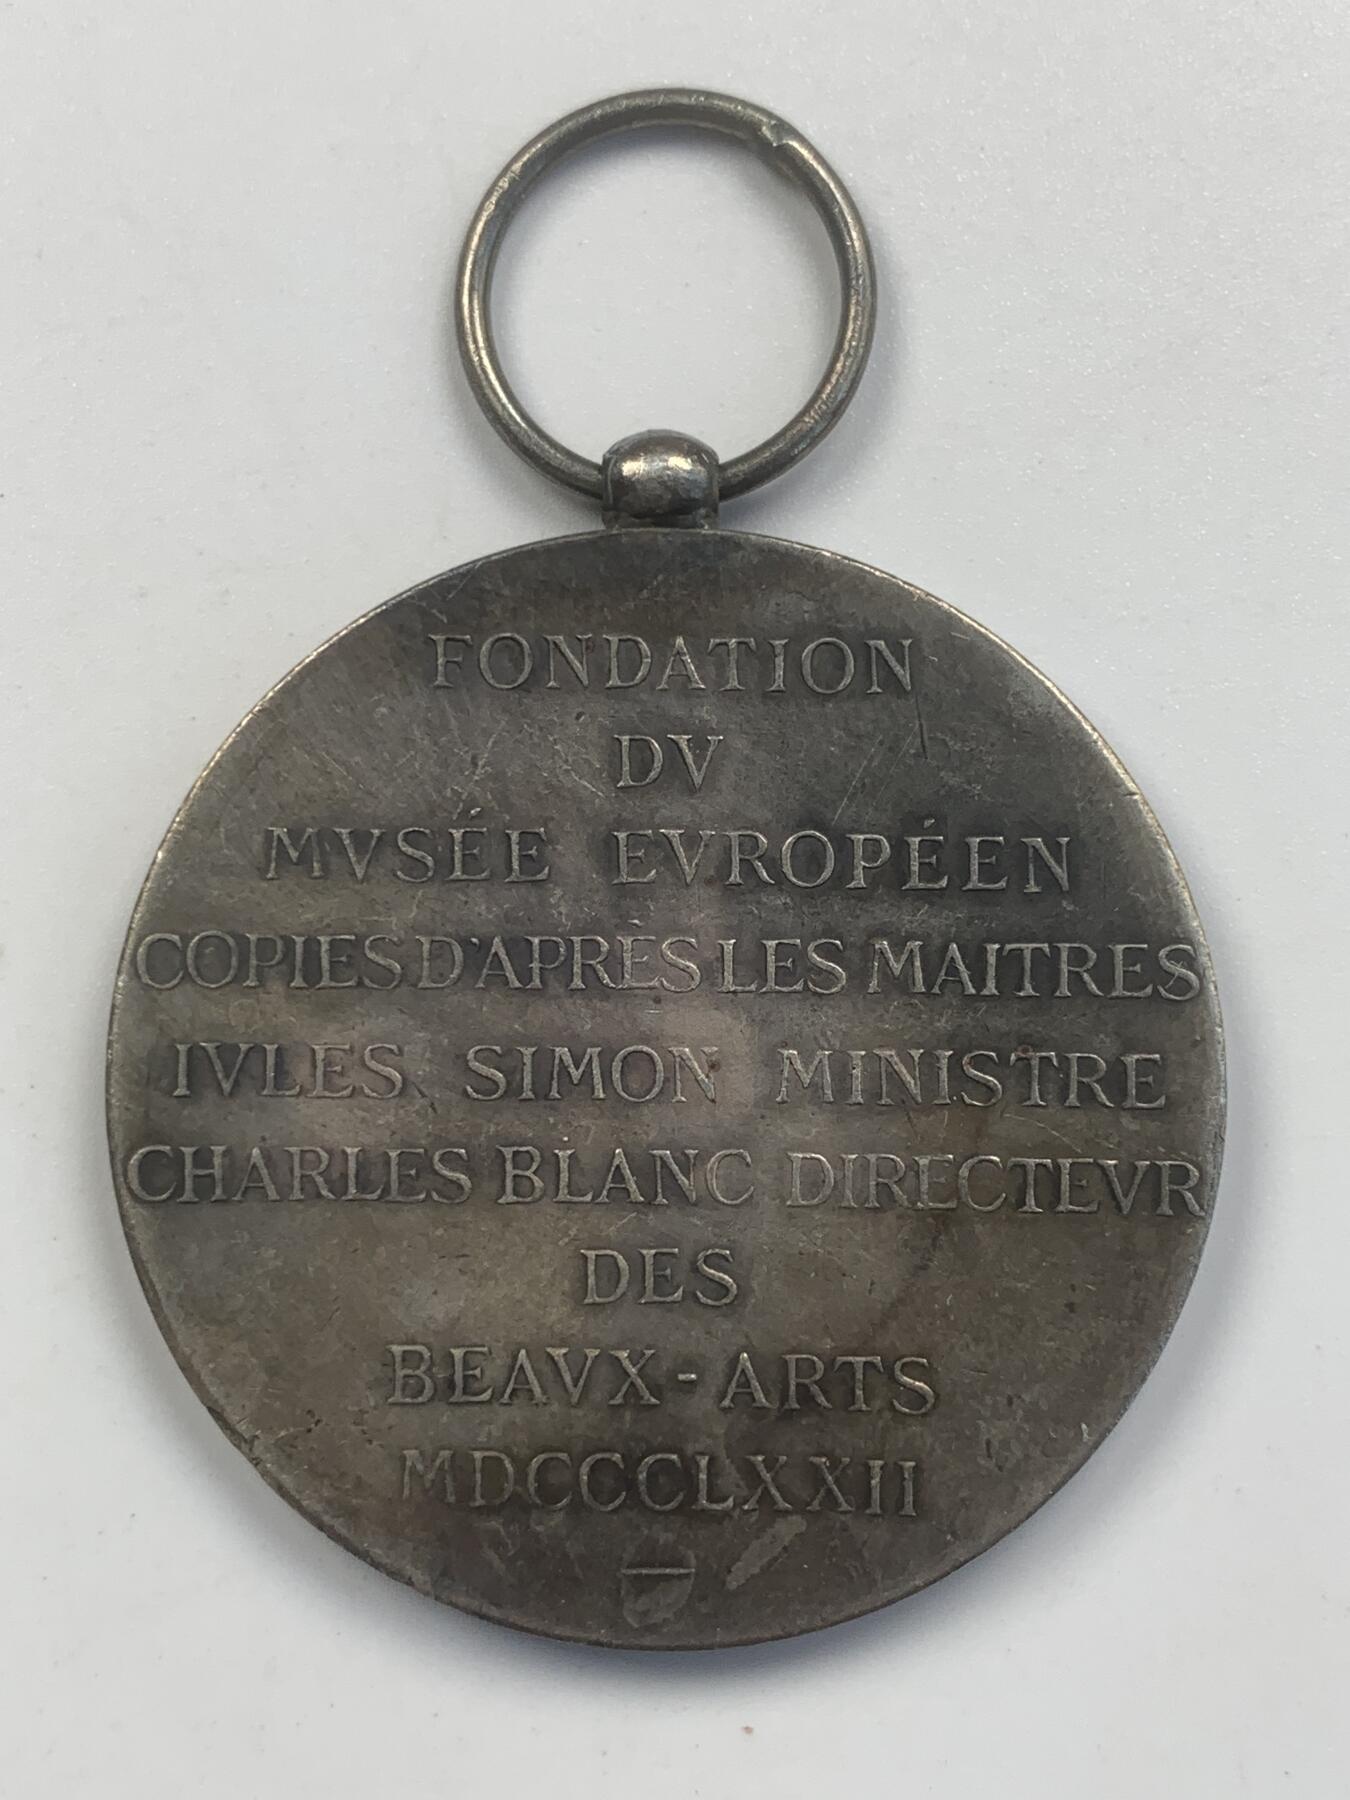 FONDATION
DV
MVSÉE EVROPÉEN
COPIES D'APRÈS LES MAITRES
IVLES SIMON MINISTRE
CHARLES BLANC DIRECTEVR
DES
BEAVX-ARTS
MDCCCLXXII